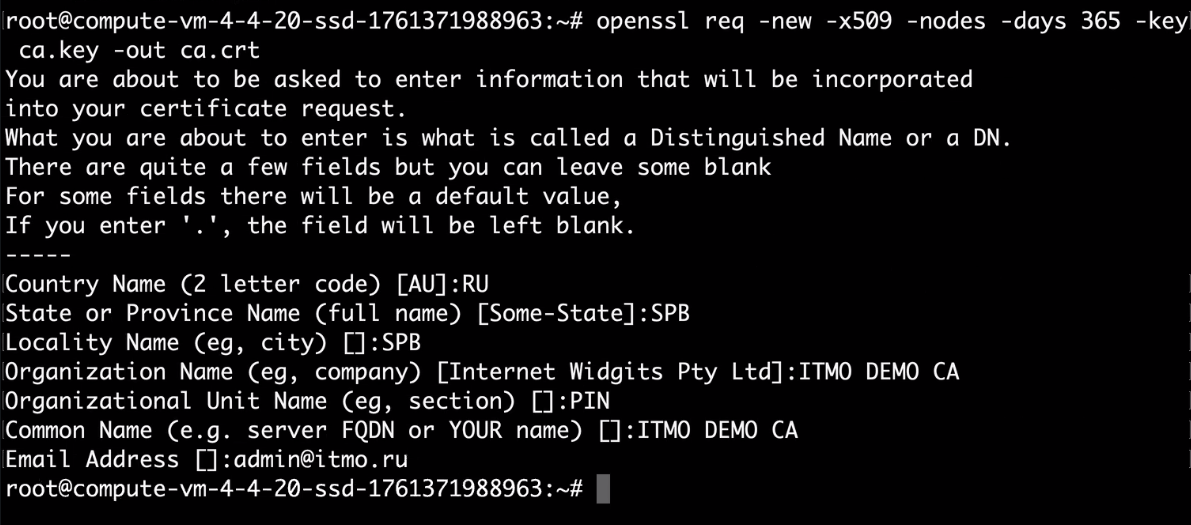 root@compute-vm-4-4-20-ssd-1761371988963:~# openssl req -new -x509 -nodes -days 365 -key
 ca.key -out ca.crt
You are about to be asked to enter information that will be incorporated
into your certificate request.
What you are about to enter is what is called a Distinguished Name or a DN.
There are quite a few fields but you can leave some blank
For some fields there will be a default value,
If you enter '.', the field will be left blank.
-----
Country Name (2 letter code) [AU]:RU
State or Province Name (full name) [Some-State]:SPB
Locality Name (eg, city) []:SPB
Organization Name (eg, company) [Internet Widgits Pty Ltd]:ITMO DEMO CA
Organizational Unit Name (eg, section) []:PIN
Common Name (e.g. server FQDN or YOUR name) []:ITMO DEMO CA
Email Address []:admin@itmo.ru
root@compute-vm-4-4-20-ssd-1761371988963:~#